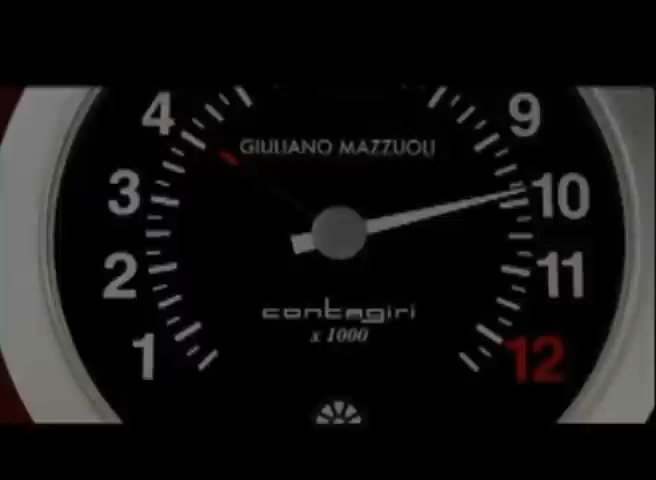 4 9
GIULIANO MAZZUOLI
3 10
2 11
contagiri
x 1000
1 12